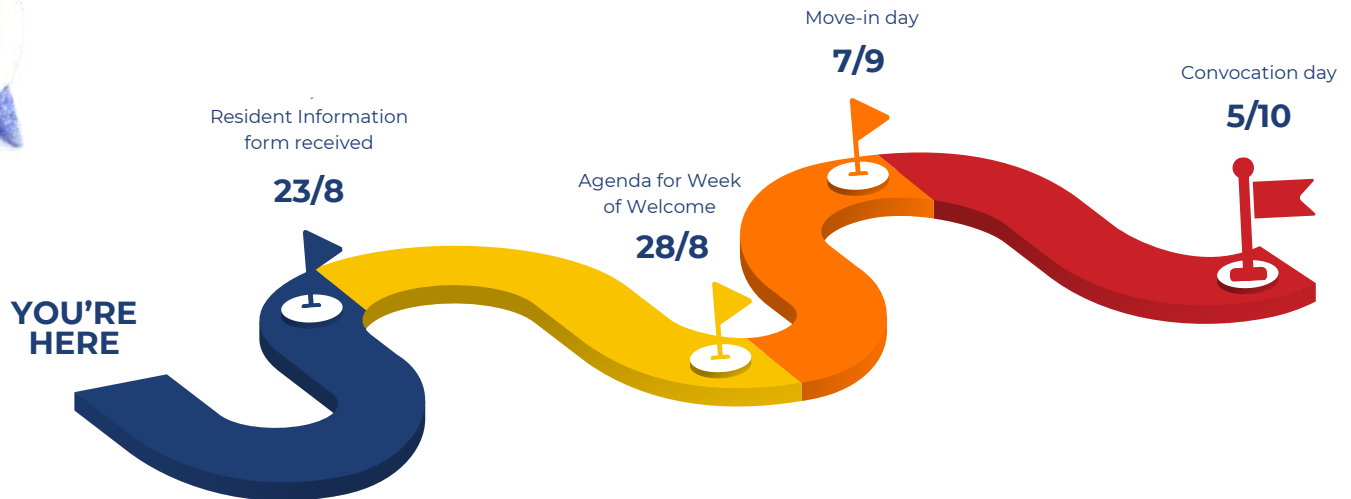 YOU'RE
HERE
Resident Information
form received
23/8
Agenda for Week
of Welcome
28/8
Move-in day
7/9
Convocation day
5/10